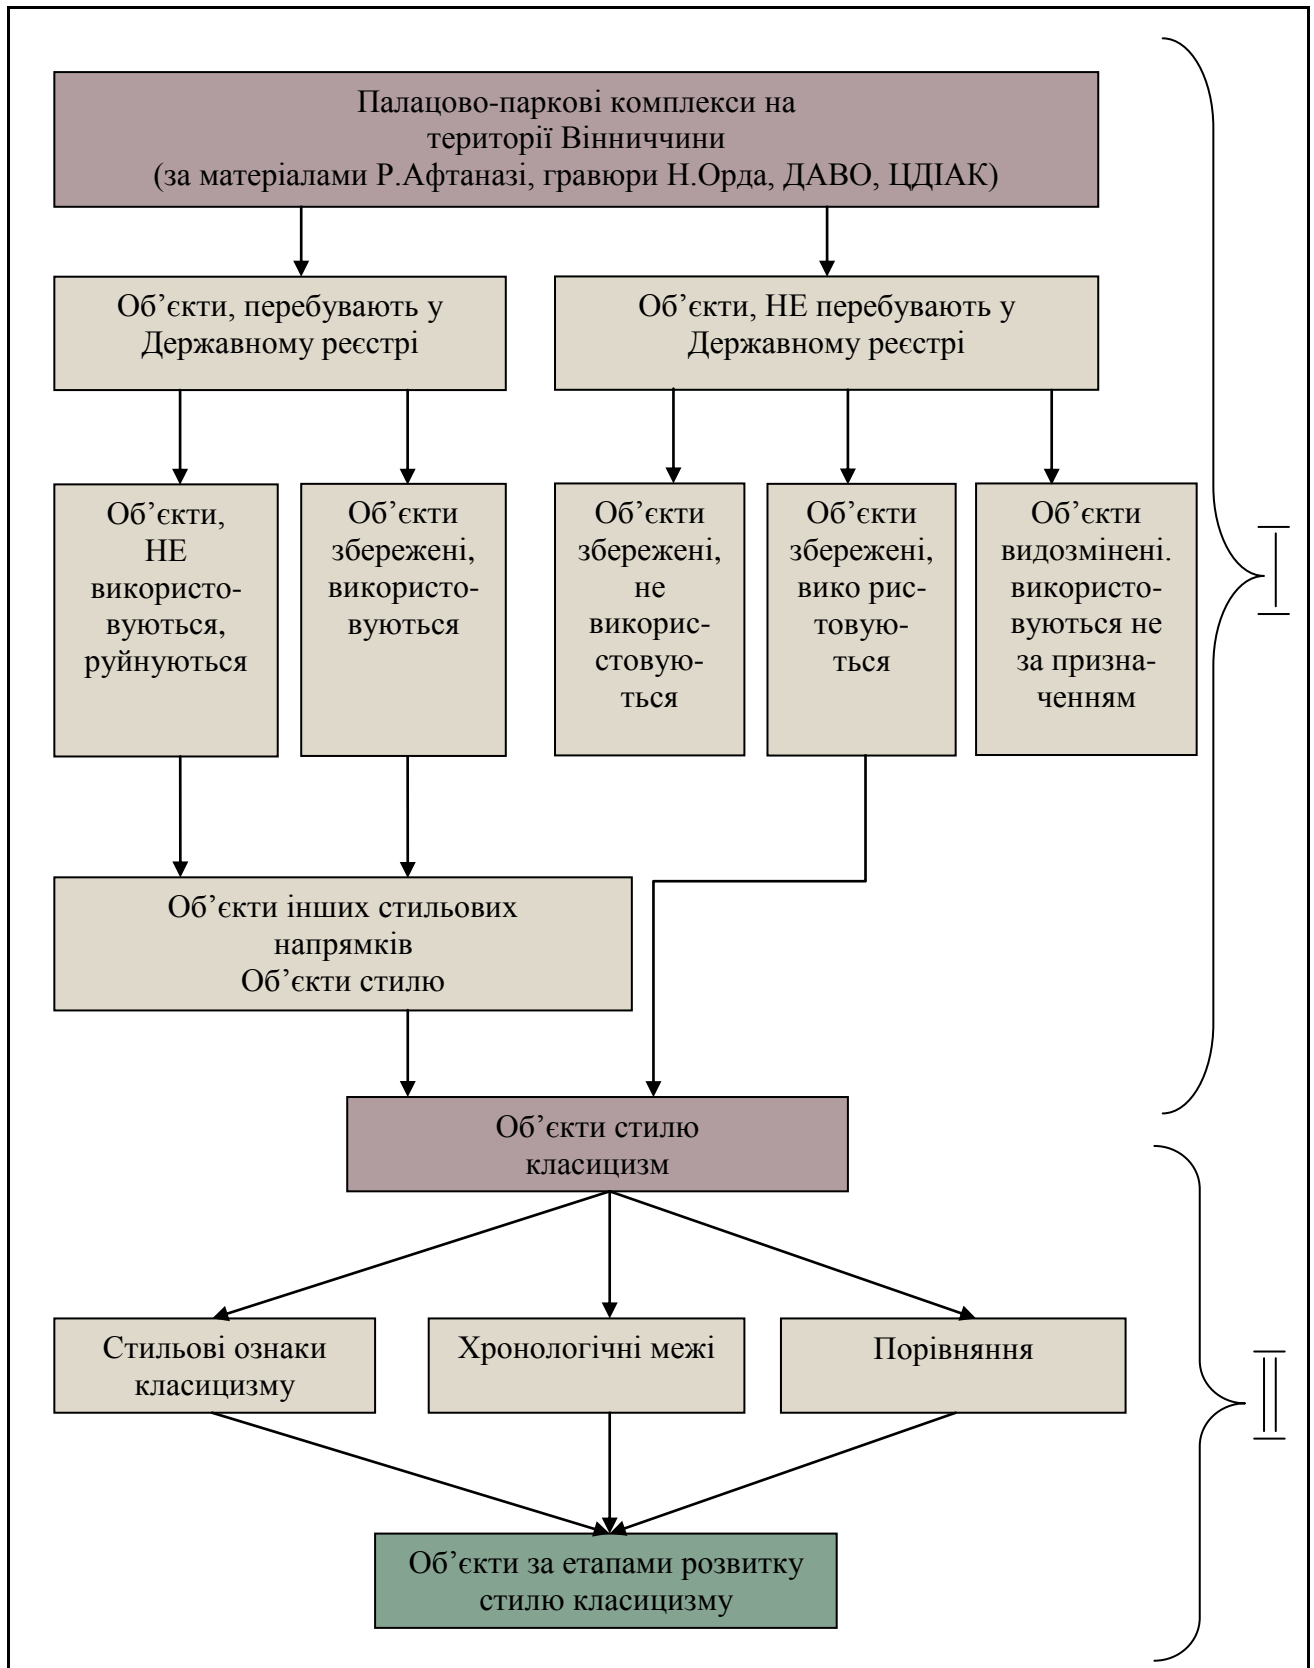 Палацово-паркові комплекси на
території Вінниччини
(за матеріалами Р.Афтаназі, гравюри Н.Орда, ДАВО, ЦДІАК)
Об’єкти, перебувають у
Державному реєстрі
Об’єкти, НЕ перебувають у
Державному реєстрі
Об’єкти,
НЕ
використо-
вуються,
руйнуються
Об’єкти
збережені,
використо-
вуються
Об’єкти
збережені,
не
викорис-
стовую-
ться
Об’єкти
збережені,
вико рис-
товую-
ться
Об’єкти
видозмінені.
використо-
вуються не
за призна-
ченням
I
Об’єкти інших стильових
напрямків
Об’єкти стилю
Об’єкти стилю
класицизм
Стильові ознаки
класицизму
Хронологічні межі
Порівняння
II
Об’єкти за етапами розвитку
стилю класицизму